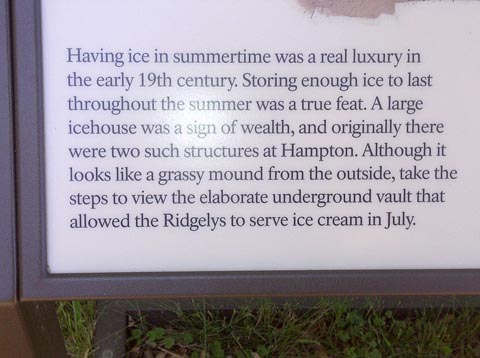 Having ice in summertime was a real luxury in
the early 19th century. Storing enough ice to last
throughout the summer was a true feat. A large
icehouse was a sign of wealth, and originally there
were two such structures at Hampton. Although it
looks like a grassy mound from the outside, take the
steps to view the elaborate underground vault that
allowed the Ridgelys to serve ice cream in July.